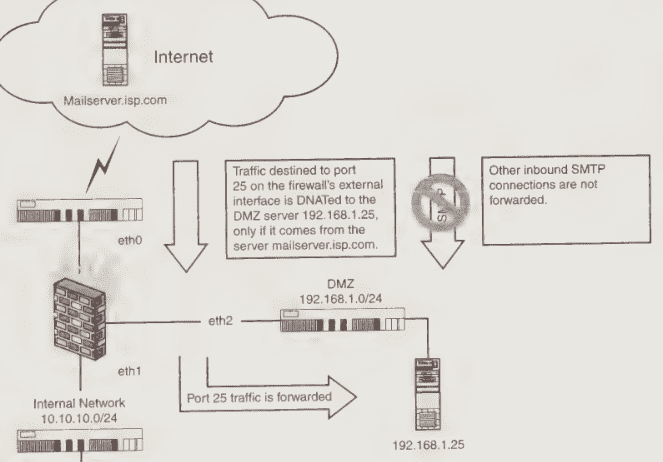 Internet
Mailserver.isp.com
Traffic destined to port
25 on the firewall's external
interface is DNATed to the
DMZ server 192.168.1.25,
only if it comes from the
server mailserver.isp.com.
SMTP
Other inbound SMTP
connections are not
forwarded.
eth0
DMZ
192.168.1.0/24
eth2
eth1
Port 25 traffic is forwarded
Internal Network
10.10.10.0/24
192.168.1.25